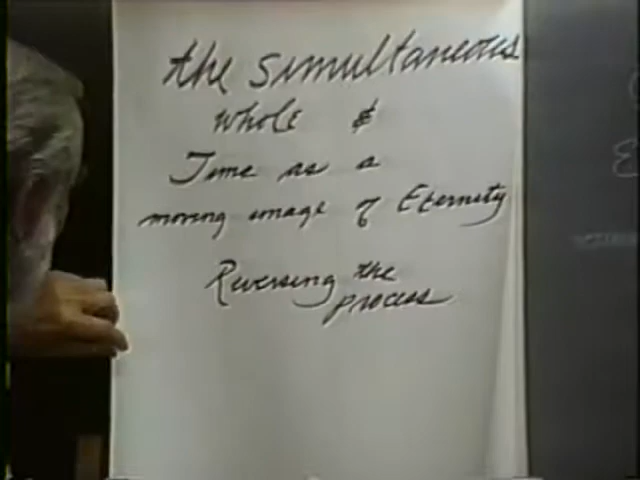 the simultaneous
whole &
Time as a
moving image of Eternity
Reversing the
process